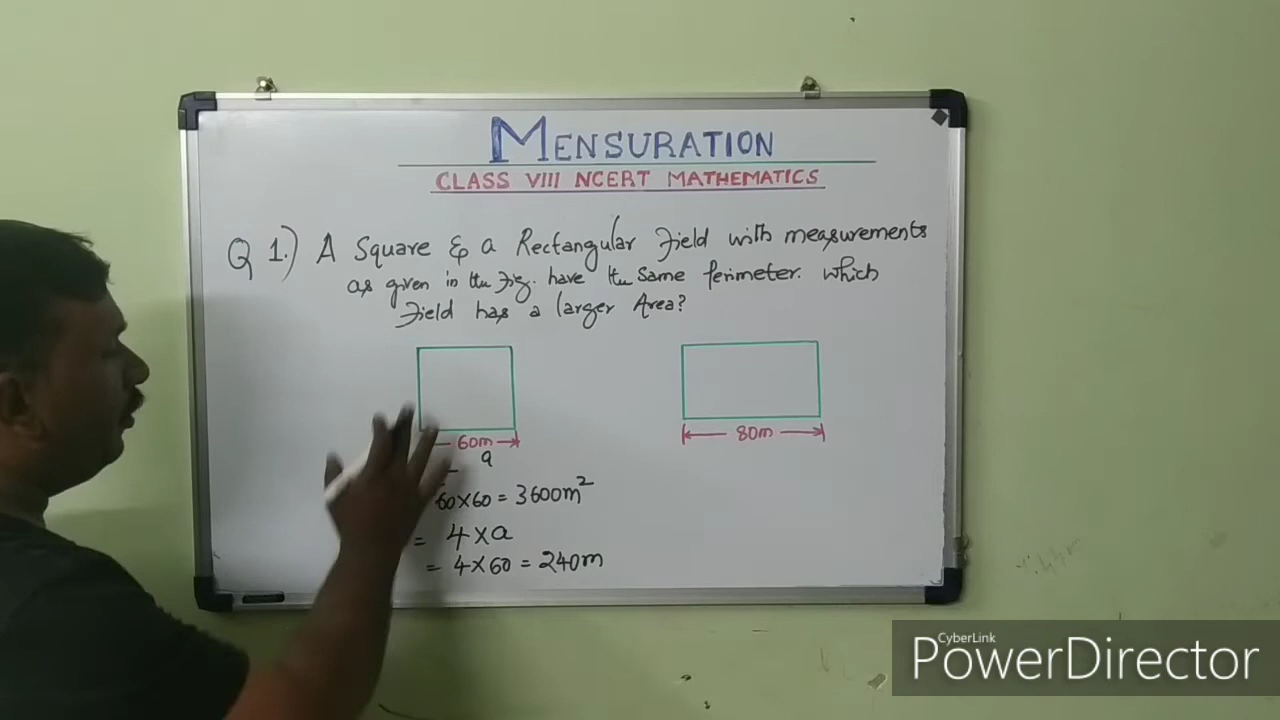 MENSURATION
CLASS VIII NCERT MATHEMATICS
Q 1.) A Square & a Rectangular Field with measurements
as given in the Fig. have the same perimeter. which
Field has a larger Area?
60m
80m
a
60×60 = 3600m²
= 4×a
= 4×60 = 240m
CyberLink
PowerDirector